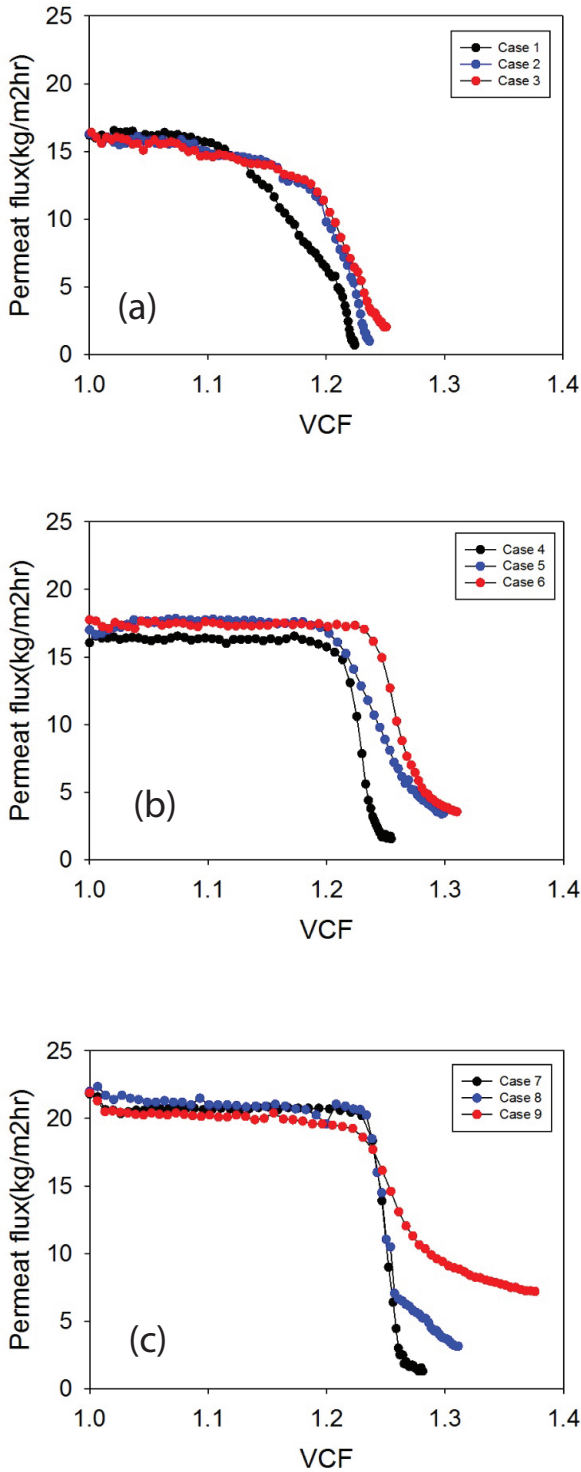 25
20
15
10
5
0
Permeat flux(kg/m2hr)
Case 1
Case 2
Case 3
(a)
1.0 1.1 1.2 1.3 1.4
VCF
25
20
15
10
5
0
Permeat flux(kg/m2hr)
Case 4
Case 5
Case 6
(b)
1.0 1.1 1.2 1.3 1.4
VCF
25
20
15
10
5
0
Permeat flux(kg/m2hr)
Case 7
Case 8
Case 9
(c)
1.0 1.1 1.2 1.3 1.4
VCF